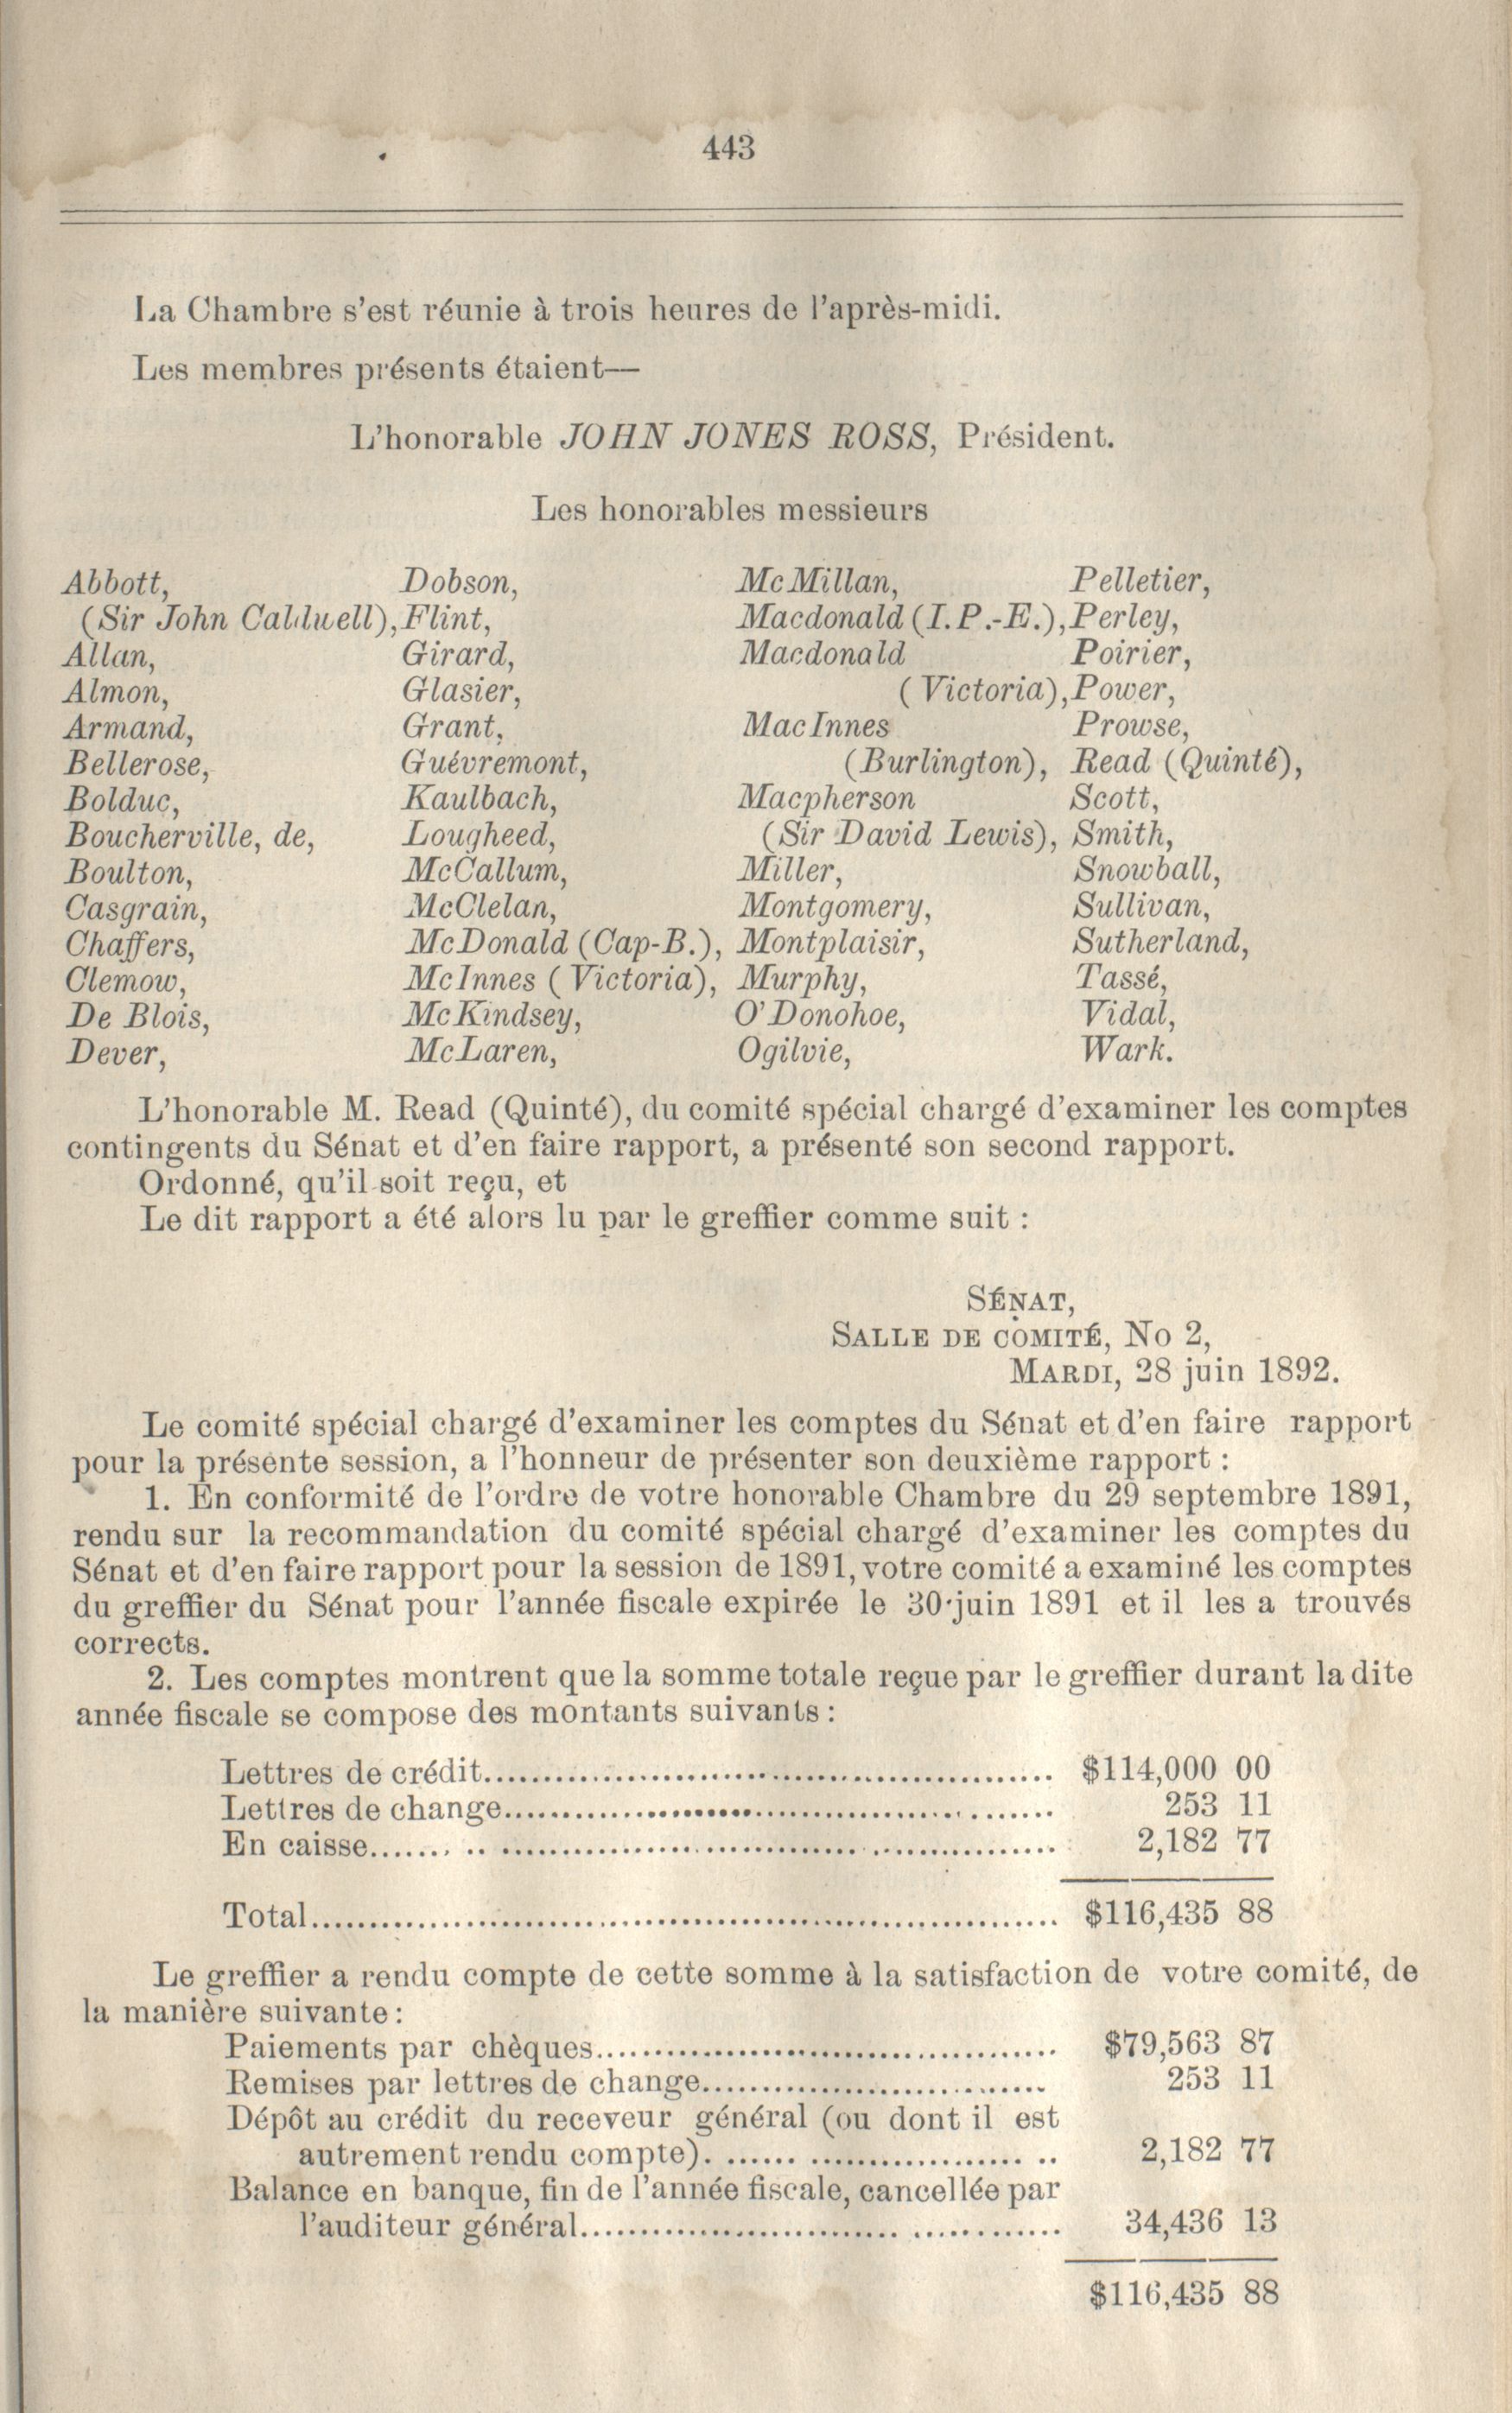 443
La Chambre s'est réunie à trois heures de l'après-midi.
Les membres présents étaient—
L'honorable JOHN JONES ROSS, Président.
Les honorables messieurs
Abbott,
(Sir John Caldwell),
Allan,
Almon,
Armand,
Bellerose,
Bolduc,
Boucherville, de,
Boulton,
Casgrain,
Chaffers,
Clemow,
De Blois,
Dever,
Dobson,
Flint,
Girard,
Glasier,
Grant,
Guévremont,
Kaulbach,
Lougheed,
McCallum,
McClelan,
McDonald (Cap-B.),
McInnes (Victoria),
McKindsey,
McLaren,
McMillan,
Macdonald (I.P.-E.),
Macdonald
(Victoria),
MacInnes
(Burlington),
Macpherson
(Sir David Lewis),
Miller,
Montgomery,
Montplaisir,
Murphy,
O'Donohoe,
Ogilvie,
Pelletier,
Perley,
Poirier,
Power,
Prowse,
Read (Quinté),
Scott,
Smith,
Snowball,
Sullivan,
Sutherland,
Tassé,
Vidal,
Wark.
L'honorable M. Read (Quinté), du comité spécial chargé d'examiner les comptes
contingents du Sénat et d'en faire rapport, a présenté son second rapport.
Ordonné, qu'il soit reçu, et
Le dit rapport a été alors lu par le greffier comme suit :
SÉNAT,
SALLE DE COMITÉ, No 2,
MARDI, 28 juin 1892.
Le comité spécial chargé d'examiner les comptes du Sénat et d'en faire rapport
pour la présente session, a l'honneur de présenter son deuxième rapport :
1. En conformité de l'ordre de votre honorable Chambre du 29 septembre 1891,
rendu sur la recommandation du comité spécial chargé d'examiner les comptes du
Sénat et d'en faire rapport pour la session de 1891, votre comité a examiné les comptes
du greffier du Sénat pour l'année fiscale expirée le 30 juin 1891 et il les a trouvés
corrects.
2. Les comptes montrent que la somme totale reçue par le greffier durant la dite
année fiscale se compose des montants suivants :
Lettres de crédit.................................................... $114,000 00
Lettres de change.................................................... 253 11
En caisse.................................................... 2,182 77
Total.................................................... $116,435 88
Le greffier a rendu compte de cette somme à la satisfaction de votre comité, de
la manière suivante :
Paiements par chèques........................................ $79,563 87
Remises par lettres de change.............................. 253 11
Dépôt au crédit du receveur général (ou dont il est
autrement rendu compte). .............................. 2,182 77
Balance en banque, fin de l'année fiscale, cancellée par
l'auditeur général........................................ 34,436 13
$116,435 88